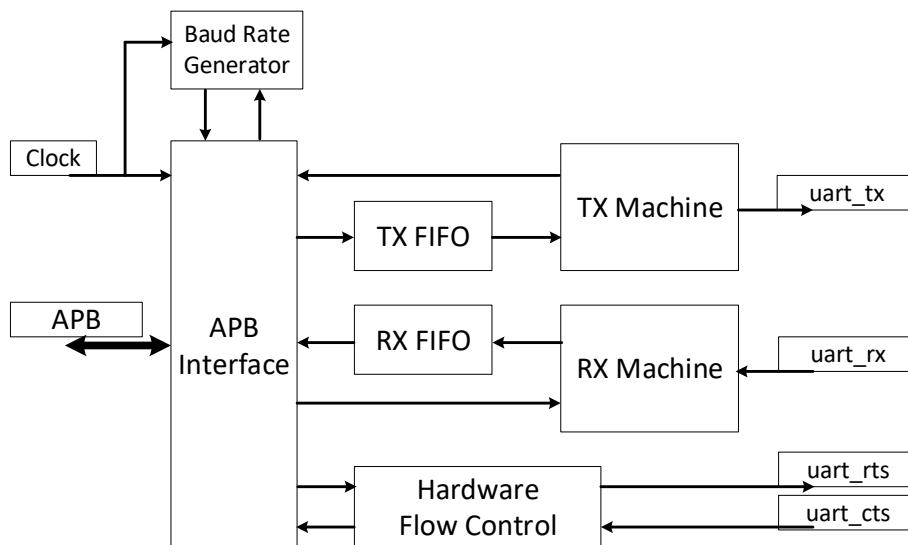 Baud Rate
Generator
Clock
TX Machine
uart_tx
TX FIFO
APB
APB
Interface
RX FIFO
RX Machine
uart_rx
Hardware
Flow Control
uart_rts
uart_cts